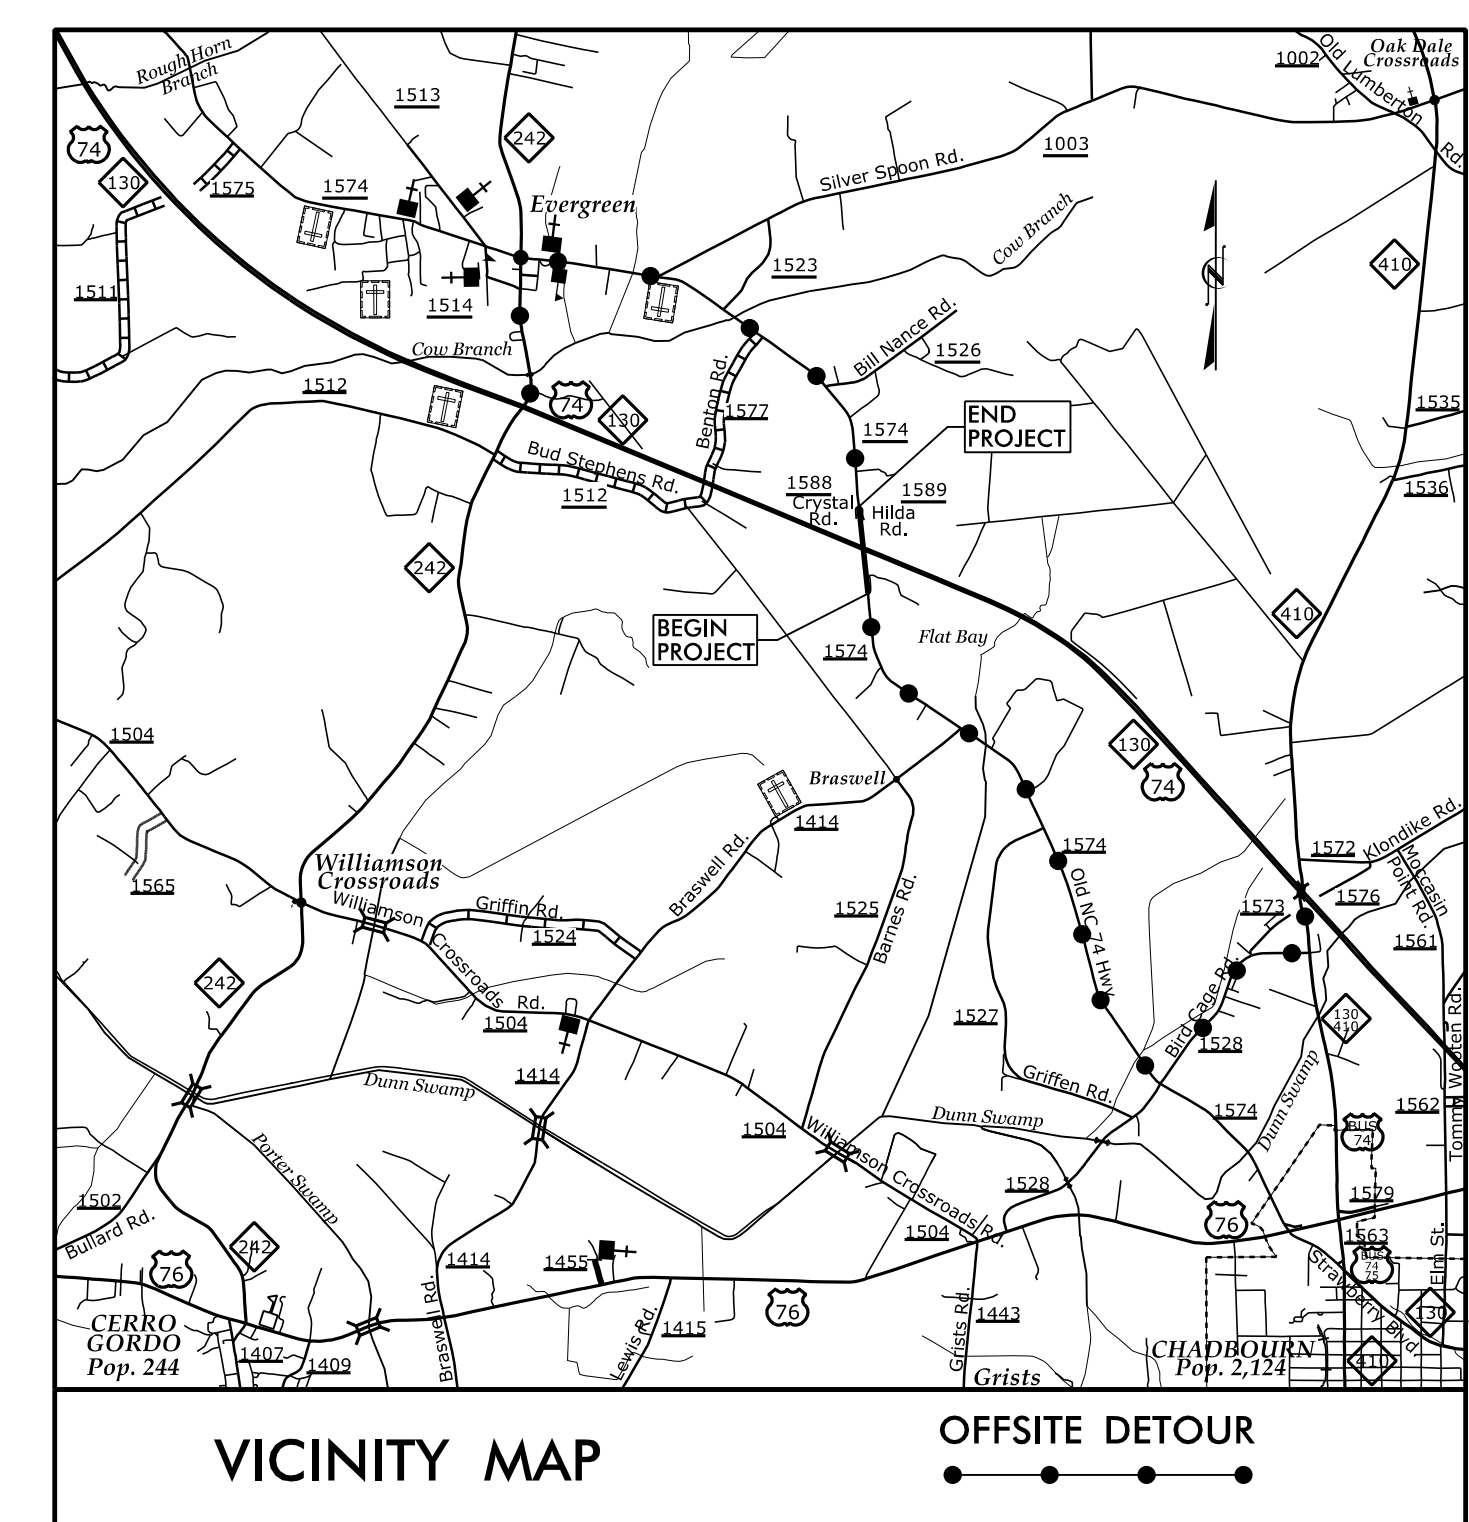 Rough Horn
Branch
1513
242
1002
Old Lumberton
Rd.
Oak Dale
Crossroads
74
130
1575
1574
Evergreen
Silver Spoon Rd.
1003
Cow Branch
1523
410
1511
1514
Cow Branch
1512
Bill Nance Rd.
1526
74
130
Benton Rd.
1577
1574
END
PROJECT
1535
1536
Bud Stephens Rd.
1512
1588
Crystal
Rd.
1589
Hilda
Rd.
N
242
410
BEGIN
PROJECT
1574
Flat Bay
1504
130
74
Braswell
1414
1574
1572
Klondike Rd.
Moccasin
Point Rd.
1565
Williamson
Crossroads
Williamson
Crossroads
Rd.
Griffin Rd.
1524
Braswell Rd.
1525
Barnes Rd.
Old NC 74 Hwy
1573
1576
1561
242
1504
1527
Bird Cage Rd.
1528
130
410
Tommy Wooten Rd.
Dunn Swamp
1414
Griffen Rd.
1574
Dunn Swamp
1562
1504
Williamson Crossroads Rd.
Dunn Swamp
BUS
74
Porter Swamp
1502
Bullard Rd.
1528
1579
76
1504
1563
242
76
1414
1455
BUS
74
75
Elm St.
Strawberry Blvd.
130
CERRO
GORDO
Pop. 244
1407
1409
Braswell Rd.
Lewis Rd.
1415
76
Grists Rd.
1443
Grists
CHADBOURN
Pop. 2,124
410
VICINITY MAP
OFFSITE DETOUR